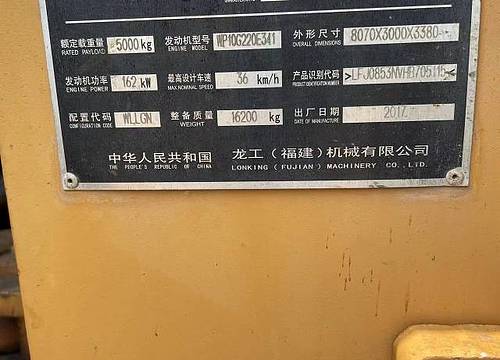 额定载重量 5000kg 发动机型号 WP10G220E341 外形尺寸 8070X3000X3380
RATED PAYLOAD ENGINE MODEL OVERALL DIMENSIONS
发动机功率 162 kW 最高设计车速 36 km/h 产品识别代码
ENGINE POWER MAX.NOMINAL SPEED PRODUCT IDENTIFICATION NUMBER
配置代码 WLLGN 整备质量 16200 kg 出厂日期 2017
CONFIGURATION CODE WEIGHT DATE OF MANUFACTURE
中华人民共和国 龙工（福建）机械有限公司
THE PEOPLE'S REPUBLIC OF CHINA LONKING (FUJIAN) MACHINERY CO., LTD.